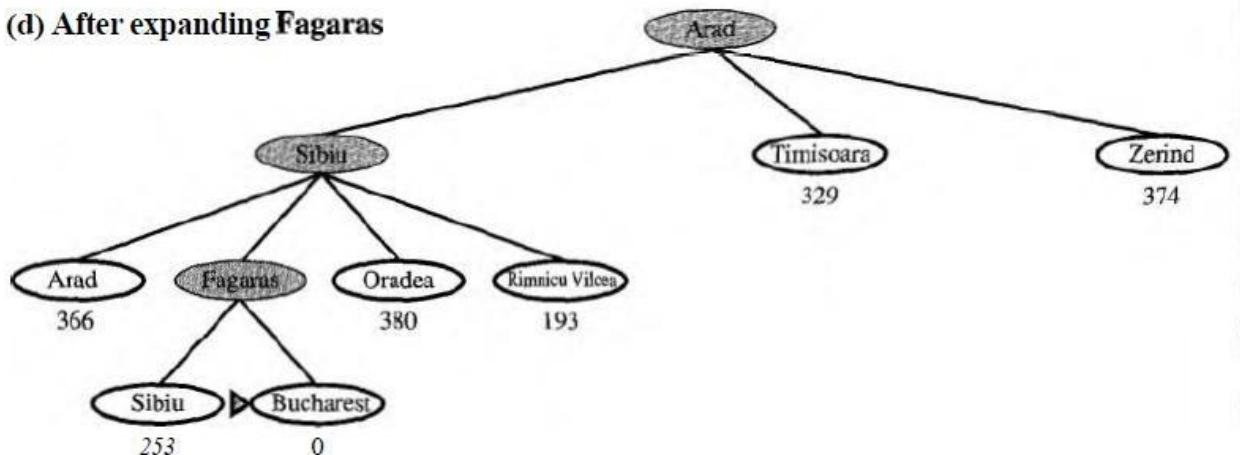 (d) After expanding Fagaras
Arad
Sibiu
Timisoara
Zerind
329
374
Arad
Fagaras
Oradea
Rimnicu Vilcea
366
380
193
Sibiu
Bucharest
253
0